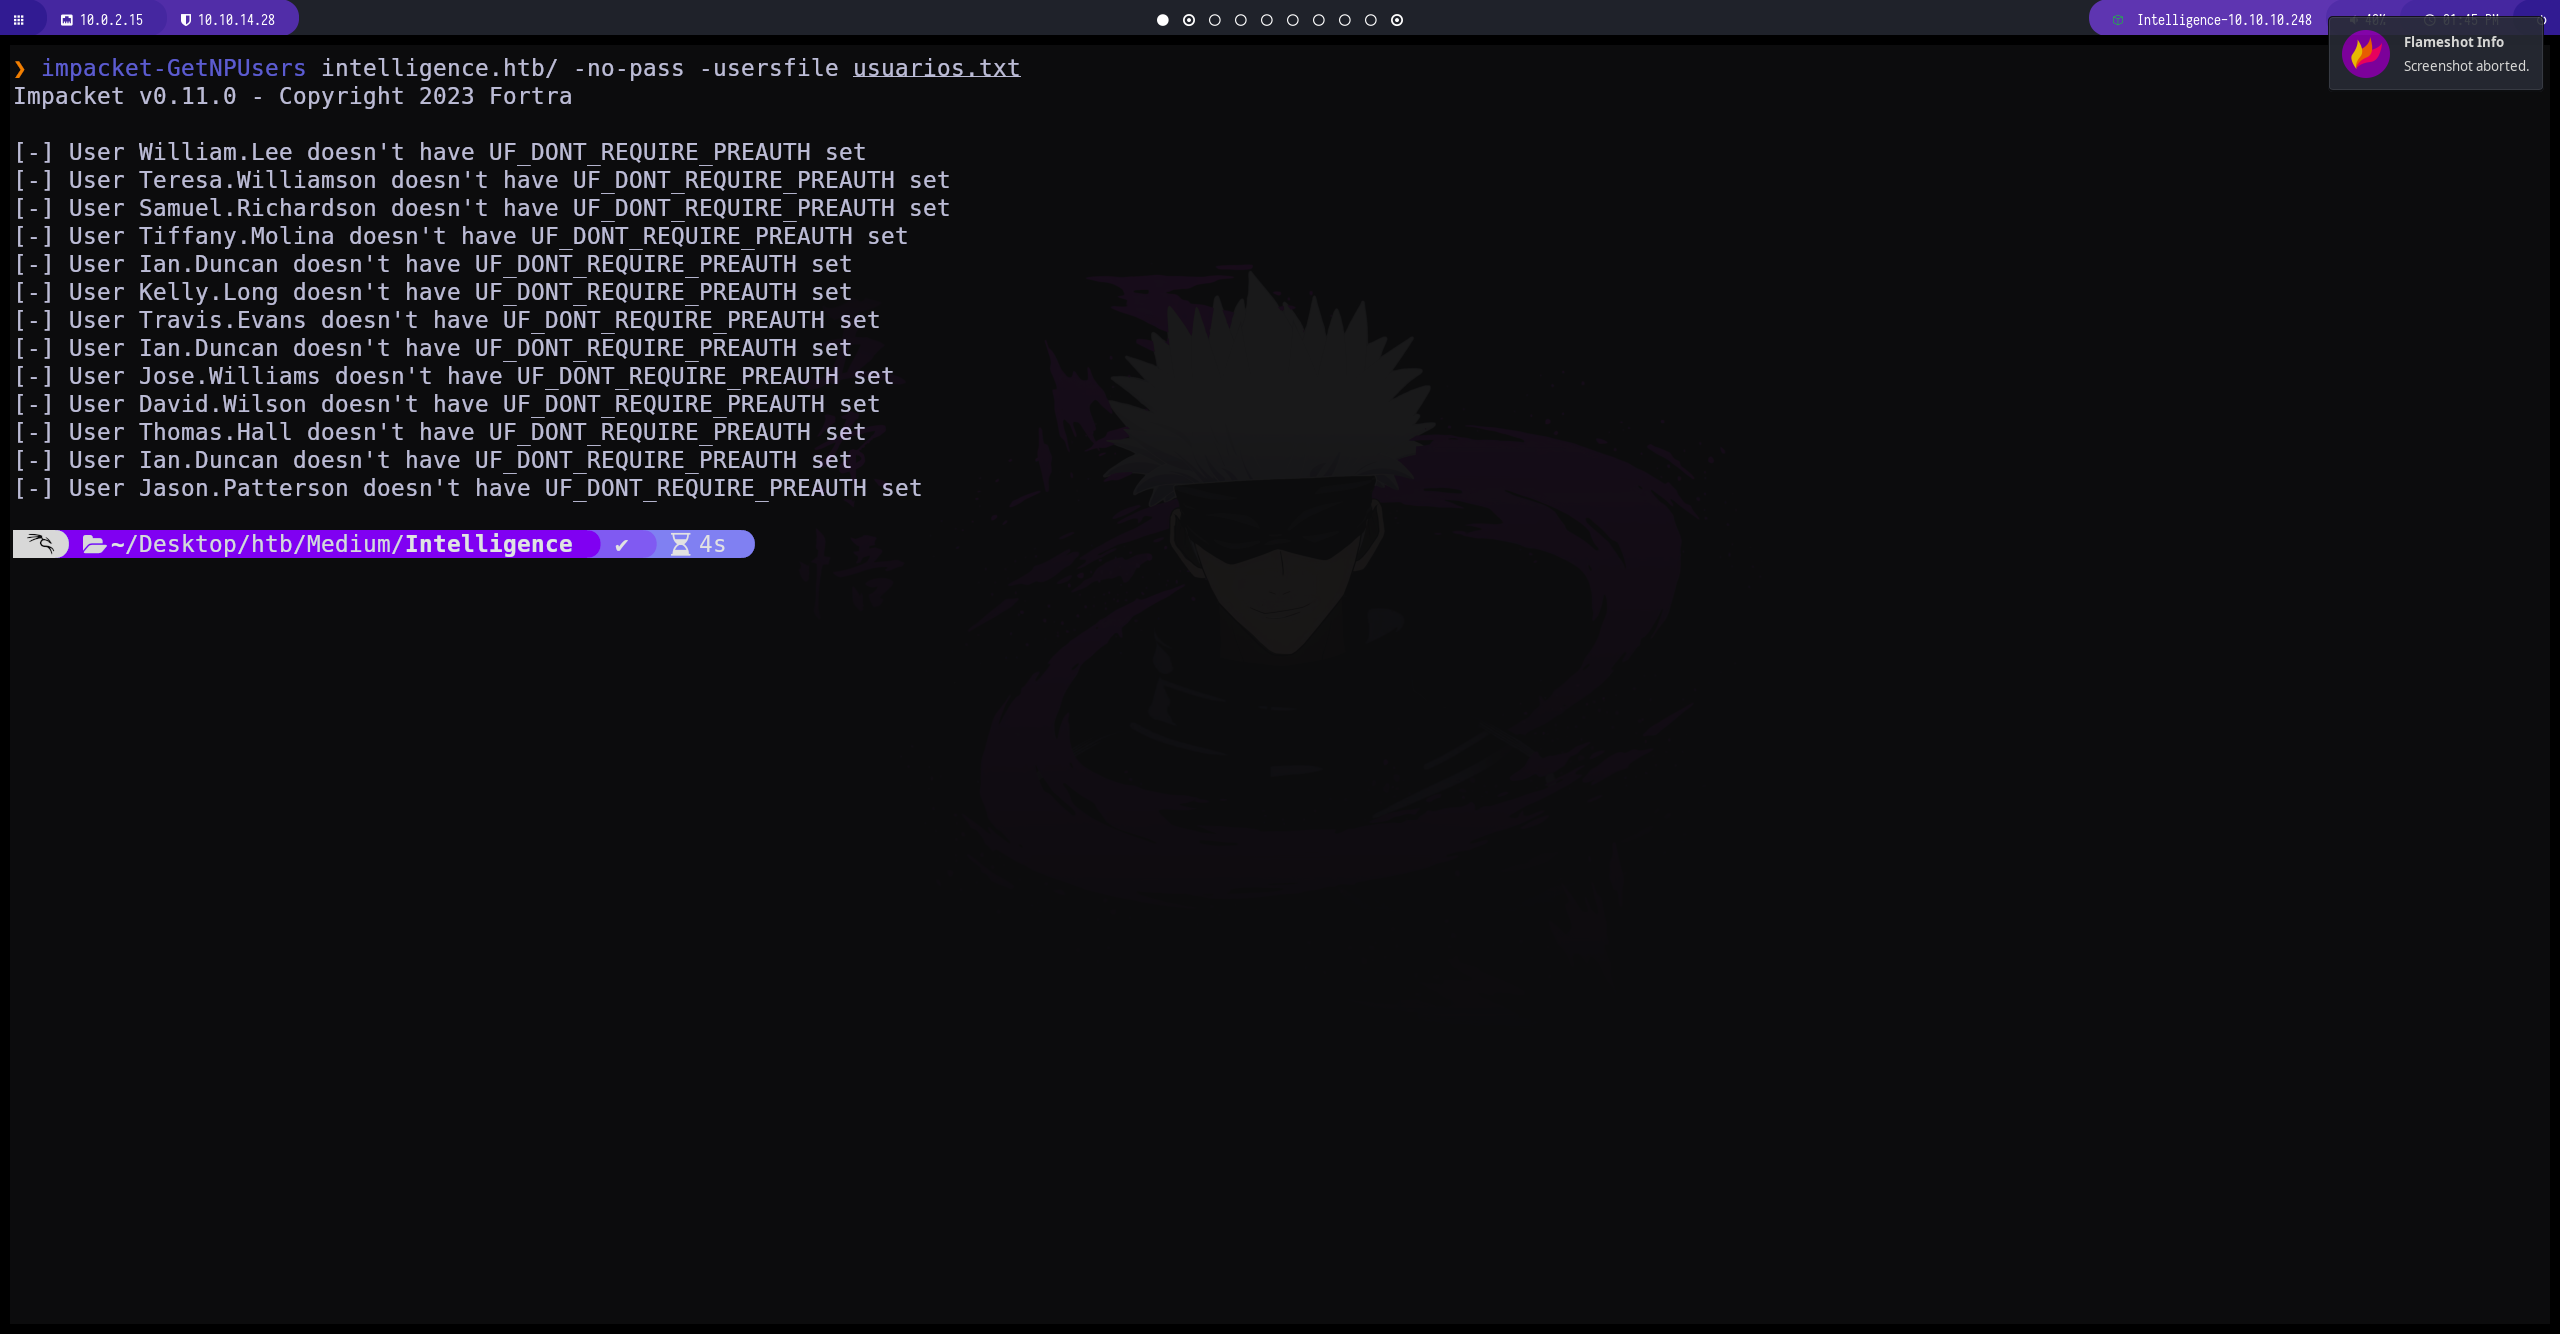 10.0.2.15 10.10.14.28 Intelligence-10.10.10.248
Flameshot Info
Screenshot aborted.
❯ impacket-GetNPUsers intelligence.htb/ -no-pass -usersfile usuarios.txt
Impacket v0.11.0 - Copyright 2023 Fortra
[-] User William.Lee doesn't have UF_DONT_REQUIRE_PREAUTH set
[-] User Teresa.Williamson doesn't have UF_DONT_REQUIRE_PREAUTH set
[-] User Samuel.Richardson doesn't have UF_DONT_REQUIRE_PREAUTH set
[-] User Tiffany.Molina doesn't have UF_DONT_REQUIRE_PREAUTH set
[-] User Ian.Duncan doesn't have UF_DONT_REQUIRE_PREAUTH set
[-] User Kelly.Long doesn't have UF_DONT_REQUIRE_PREAUTH set
[-] User Travis.Evans doesn't have UF_DONT_REQUIRE_PREAUTH set
[-] User Ian.Duncan doesn't have UF_DONT_REQUIRE_PREAUTH set
[-] User Jose.Williams doesn't have UF_DONT_REQUIRE_PREAUTH set
[-] User David.Wilson doesn't have UF_DONT_REQUIRE_PREAUTH set
[-] User Thomas.Hall doesn't have UF_DONT_REQUIRE_PREAUTH set
[-] User Ian.Duncan doesn't have UF_DONT_REQUIRE_PREAUTH set
[-] User Jason.Patterson doesn't have UF_DONT_REQUIRE_PREAUTH set
~/Desktop/htb/Medium/Intelligence ✔ 4s